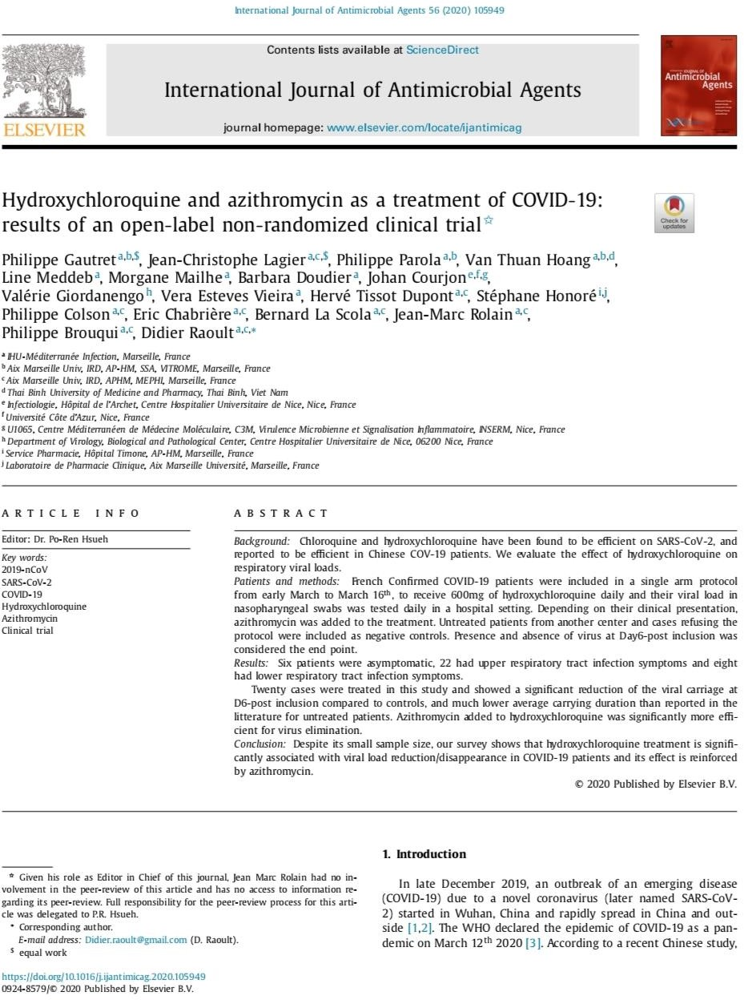 International Journal of Antimicrobial Agents 56 (2020) 105949
Contents lists available at ScienceDirect
International Journal of Antimicrobial Agents
journal homepage: www.elsevier.com/locate/ijantimicag
ELSEVIER
Antimicrobial
Agents
Hydroxychloroquine and azithromycin as a treatment of COVID-19:
results of an open-label non-randomized clinical trial☆
Check for
updates
Philippe Gautret a,b,$, Jean-Christophe Lagier a,c,$, Philippe Parola a,b, Van Thuan Hoang a,b,d,
Line Meddeb a, Morgane Mailhe a, Barbara Doudier a, Johan Courjon e,f,g,
Valérie Giordanengo h, Vera Esteves Vieira a, Hervé Tissot Dupont a,c, Stéphane Honoré i,j,
Philippe Colson a,c, Eric Chabrière a,c, Bernard La Scola a,c, Jean-Marc Rolain a,c,
Philippe Brouqui a,c, Didier Raoult a,c,*
a IHU-Méditerranée Infection, Marseille, France
b Aix Marseille Univ, IRD, AP-HM, SSA, VITROME, Marseille, France
c Aix Marseille Univ, IRD, APHM, MEPHI, Marseille, France
d Thai Binh University of Medicine and Pharmacy, Thai Binh, Viet Nam
e Infectiologie, Hôpital de l'Archet, Centre Hospitalier Universitaire de Nice, Nice, France
f Université Côte d'Azur, Nice, France
g U1065, Centre Méditerranéen de Médecine Moléculaire, C3M, Virulence Microbienne et Signalisation Inflammatoire, INSERM, Nice, France
h Department of Virology, Biological and Pathological Center, Centre Hospitalier Universitaire de Nice, 06200 Nice, France
i Service Pharmacie, Hôpital Timone, AP-HM, Marseille, France
j Laboratoire de Pharmacie Clinique, Aix Marseille Université, Marseille, France
ARTICLE INFO
Editor: Dr. Po-Ren Hsueh
Key words:
2019-nCoV
SARS-CoV-2
COVID-19
Hydroxychloroquine
Azithromycin
Clinical trial
ABSTRACT
Background: Chloroquine and hydroxychloroquine have been found to be efficient on SARS-CoV-2, and
reported to be efficient in Chinese COV-19 patients. We evaluate the effect of hydroxychloroquine on
respiratory viral loads.
Patients and methods: French Confirmed COVID-19 patients were included in a single arm protocol
from early March to March 16th, to receive 600mg of hydroxychloroquine daily and their viral load in
nasopharyngeal swabs was tested daily in a hospital setting. Depending on their clinical presentation,
azithromycin was added to the treatment. Untreated patients from another center and cases refusing the
protocol were included as negative controls. Presence and absence of virus at Day6-post inclusion was
considered the end point.
Results: Six patients were asymptomatic, 22 had upper respiratory tract infection symptoms and eight
had lower respiratory tract infection symptoms.
Twenty cases were treated in this study and showed a significant reduction of the viral carriage at
D6-post inclusion compared to controls, and much lower average carrying duration than reported in the
litterature for untreated patients. Azithromycin added to hydroxychloroquine was significantly more effi-
cient for virus elimination.
Conclusion: Despite its small sample size, our survey shows that hydroxychloroquine treatment is signifi-
cantly associated with viral load reduction/disappearance in COVID-19 patients and its effect is reinforced
by azithromycin.
© 2020 Published by Elsevier B.V.
☆ Given his role as Editor in Chief of this journal, Jean Marc Rolain had no in-
volvement in the peer-review of this article and has no access to information re-
garding its peer-review. Full responsibility for the peer-review process for this arti-
cle was delegated to P.R. Hsueh.
* Corresponding author.
E-mail address: Didier.raoult@gmail.com (D. Raoult).
$ equal work
1. Introduction
In late December 2019, an outbreak of an emerging disease
(COVID-19) due to a novel coronavirus (later named SARS-CoV-
2) started in Wuhan, China and rapidly spread in China and out-
side [1,2]. The WHO declared the epidemic of COVID-19 as a pan-
demic on March 12th 2020 [3]. According to a recent Chinese study,
https://doi.org/10.1016/j.ijantimicag.2020.105949
0924-8579/© 2020 Published by Elsevier B.V.